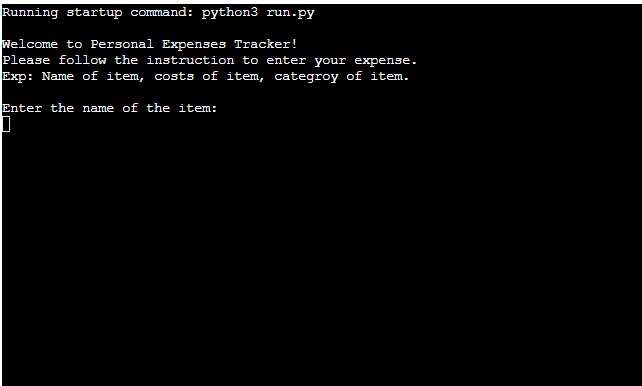 Running startup command: python3 run.py
Welcome to Personal Expenses Tracker!
Please follow the instruction to enter your expense.
Exp: Name of item, costs of item, categroy of item.
Enter the name of the item: